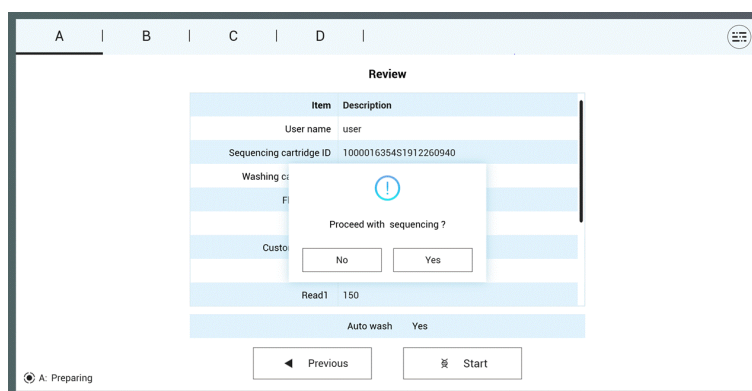 A | B | C | D |
Review
Item Description
User name user
Sequencing cartridge ID 1000016354S1912260940
Washing ca
Fl
Custo
Proceed with sequencing ?
No Yes
Read1 150
Auto wash Yes
Previous Start
A: Preparing